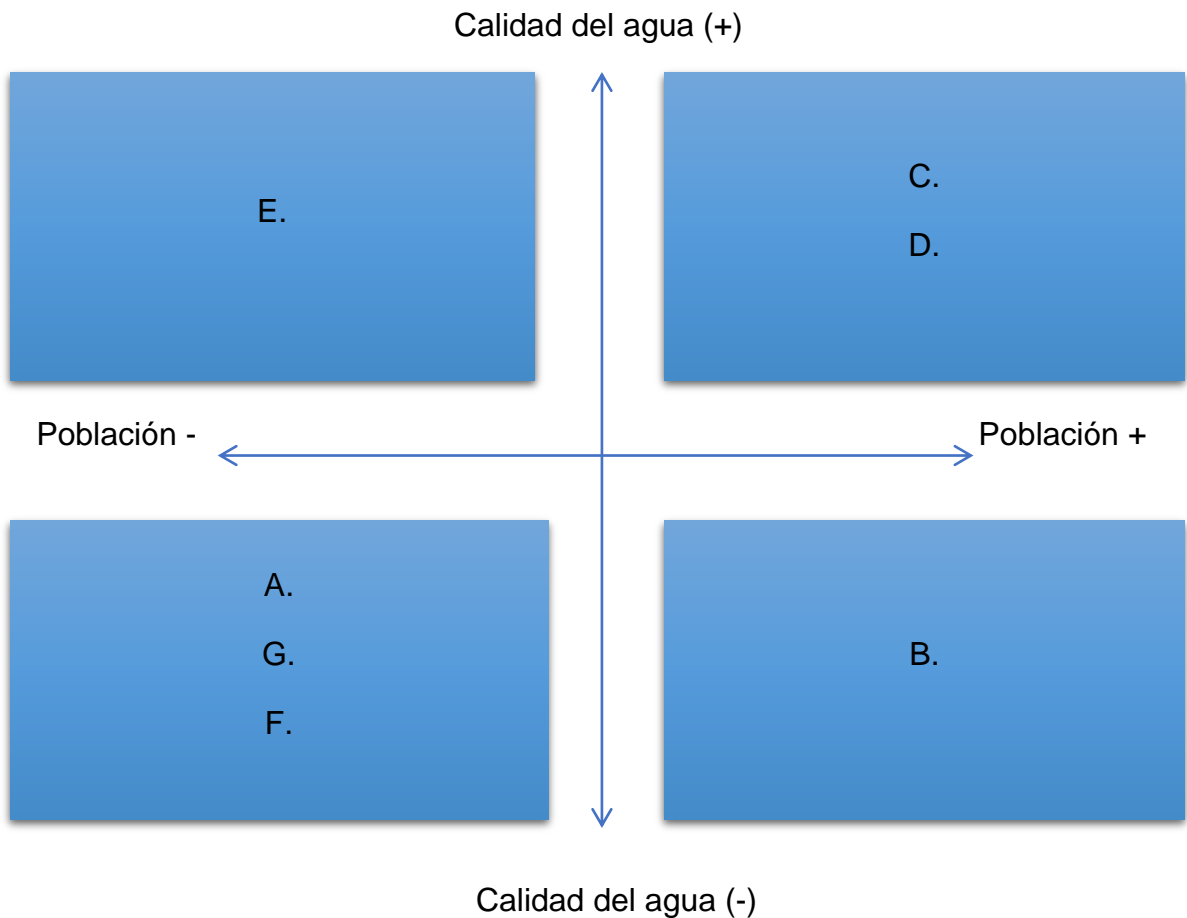 Calidad del agua (+)
E.
C.
D.
Población -
Población +
A.
G.
F.
B.
Calidad del agua (-)